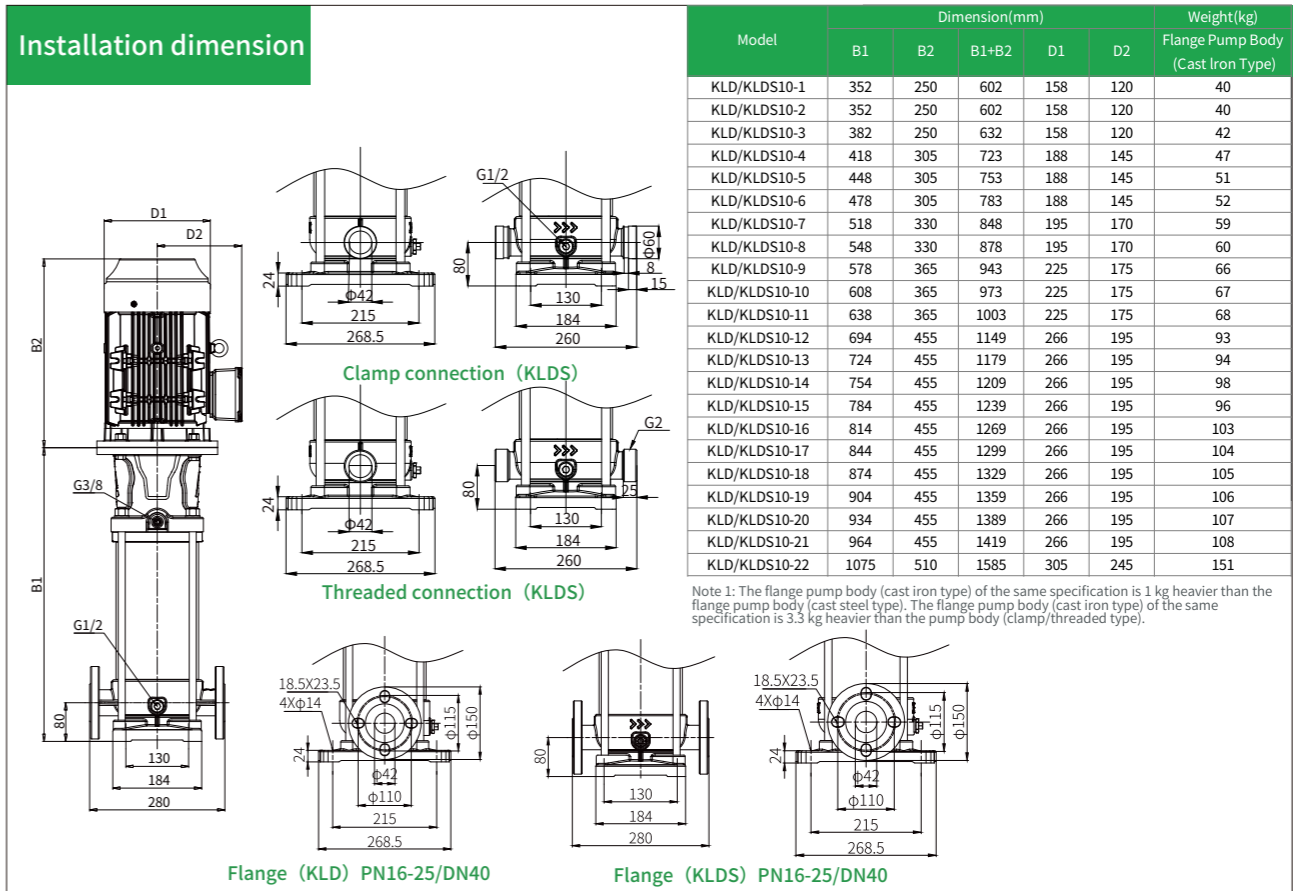 Installation dimension
Model Dimension(mm) Weight(kg)
B1 B2 B1+B2 D1 D2 Flange Pump Body
(Cast lron Type)
KLD/KLDS10-1 352 250 602 158 120 40
KLD/KLDS10-2 352 250 602 158 120 40
KLD/KLDS10-3 382 250 632 158 120 42
KLD/KLDS10-4 418 305 723 188 145 47
KLD/KLDS10-5 448 305 753 188 145 51
KLD/KLDS10-6 478 305 783 188 145 52
KLD/KLDS10-7 518 330 848 195 170 59
KLD/KLDS10-8 548 330 878 195 170 60
KLD/KLDS10-9 578 365 943 225 175 66
KLD/KLDS10-10 608 365 973 225 175 67
KLD/KLDS10-11 638 365 1003 225 175 68
KLD/KLDS10-12 694 455 1149 266 195 93
KLD/KLDS10-13 724 455 1179 266 195 94
KLD/KLDS10-14 754 455 1209 266 195 98
KLD/KLDS10-15 784 455 1239 266 195 96
KLD/KLDS10-16 814 455 1269 266 195 103
KLD/KLDS10-17 844 455 1299 266 195 104
KLD/KLDS10-18 874 455 1329 266 195 105
KLD/KLDS10-19 904 455 1359 266 195 106
KLD/KLDS10-20 934 455 1389 266 195 107
KLD/KLDS10-21 964 455 1419 266 195 108
KLD/KLDS10-22 1075 510 1585 305 245 151
Note 1: The flange pump body (cast iron type) of the same specification is 1 kg heavier than the
flange pump body (cast steel type). The flange pump body (cast iron type) of the same
specification is 3.3 kg heavier than the pump body (clamp/threaded type).
D1
D2
B2
G3/8
B1
G1/2
80
130
184
280
24
Φ42
215
268.5
G1/2
80
Φ60
8
15
130
184
260
Clamp connection（KLDS）
24
Φ42
215
268.5
G2
80
25
130
184
260
Threaded connection（KLDS）
18.5X23.5
4Xφ14
24
φ115
φ150
φ42
φ110
215
268.5
Flange（KLD）PN16-25/DN40
80
130
184
280
18.5X23.5
4Xφ14
24
φ115
φ150
φ42
φ110
215
268.5
Flange（KLDS）PN16-25/DN40